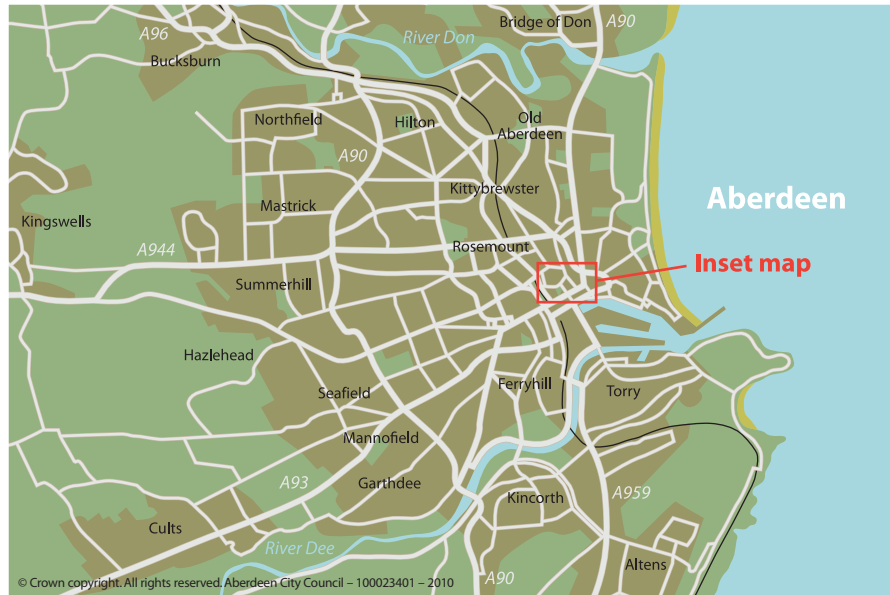 Bridge of Don
A90
A96
River Don
Bucksburn
Northfield
Hilton
Old
Aberdeen
A90
Kittybrewster
Mastrick
Aberdeen
Kingswells
Rosemount
A944
Inset map
Summerhill
Hazlehead
Seafield
Ferryhill
Torry
Mannofield
A93
Garthdee
Kincorth
A959
Cults
River Dee
Altens
A90
© Crown copyright. All rights reserved. Aberdeen City Council – 100023401 – 2010